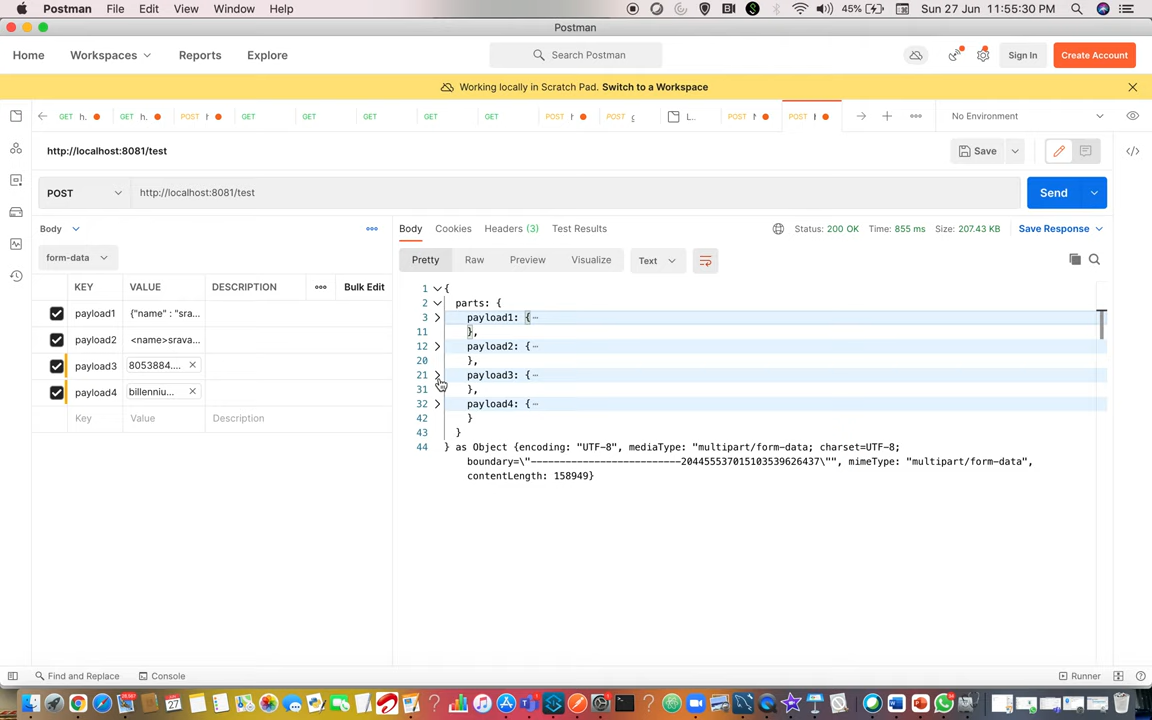 Postman File Edit View Window Help 45% Sun 27 Jun 11:55:30 PM
Postman
Home Workspaces Reports Explore Search Postman Sign In Create Account
Working locally in Scratch Pad. Switch to a Workspace
GET h. GET h. POST h GET GET GET GET GET POST h POST L... POST h POST h No Environment
http://localhost:8081/test Save
POST http://localhost:8081/test Send
Body Body Cookies Headers (3) Test Results Status: 200 OK Time: 855 ms Size: 207.43 KB Save Response
form-data Pretty Raw Preview Visualize Text
KEY VALUE DESCRIPTION Bulk Edit
payload1 {"name" : "sra...
payload2 <name>srava...
payload3 8053884....
payload4 billenniu...
Key Value Description
1 {
2 parts: {
3 payload1: {
11 },
12 payload2: {
20 },
21 payload3: {
31 },
32 payload4: {
42 }
43 }
44 } as Object {encoding: "UTF-8", mediaType: "multipart/form-data; charset=UTF-8;
boundary=\"--------------------------204455537015103539626437\"", mimeType: "multipart/form-data",
contentLength: 158949}
Find and Replace Console Runner